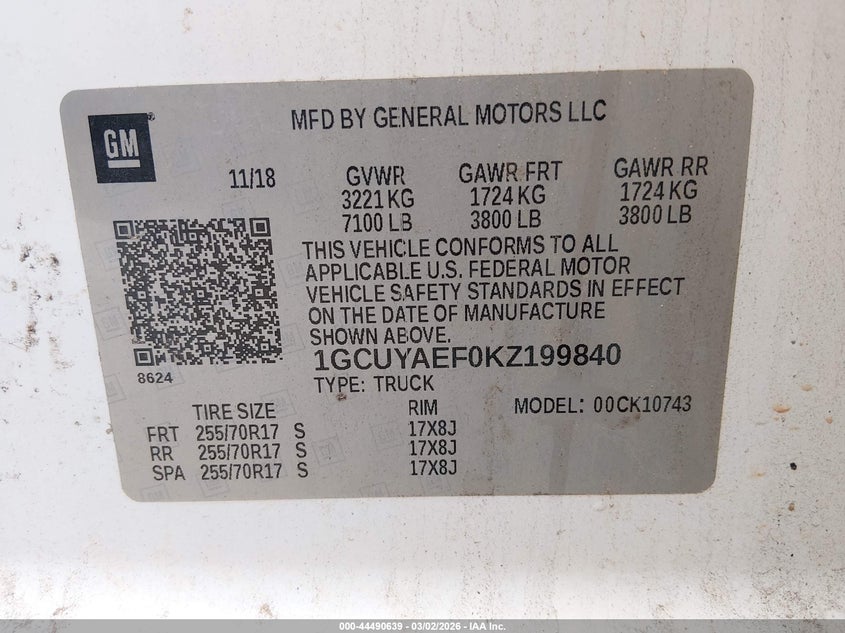 GM
MFD BY GENERAL MOTORS LLC
11/18 GVWR GAWR FRT GAWR RR
3221 KG 1724 KG 1724 KG
7100 LB 3800 LB 3800 LB
THIS VEHICLE CONFORMS TO ALL
APPLICABLE U.S. FEDERAL MOTOR
VEHICLE SAFETY STANDARDS IN EFFECT
ON THE DATE OF MANUFACTURE
SHOWN ABOVE.
8624
1GCUYAEF0KZ199840
TYPE: TRUCK
TIRE SIZE RIM MODEL: 00CK10743
FRT 255/70R17 S 17X8J
RR 255/70R17 S 17X8J
SPA 255/70R17 S 17X8J
000-44490639 - 03/02/2026 - IAA Inc.